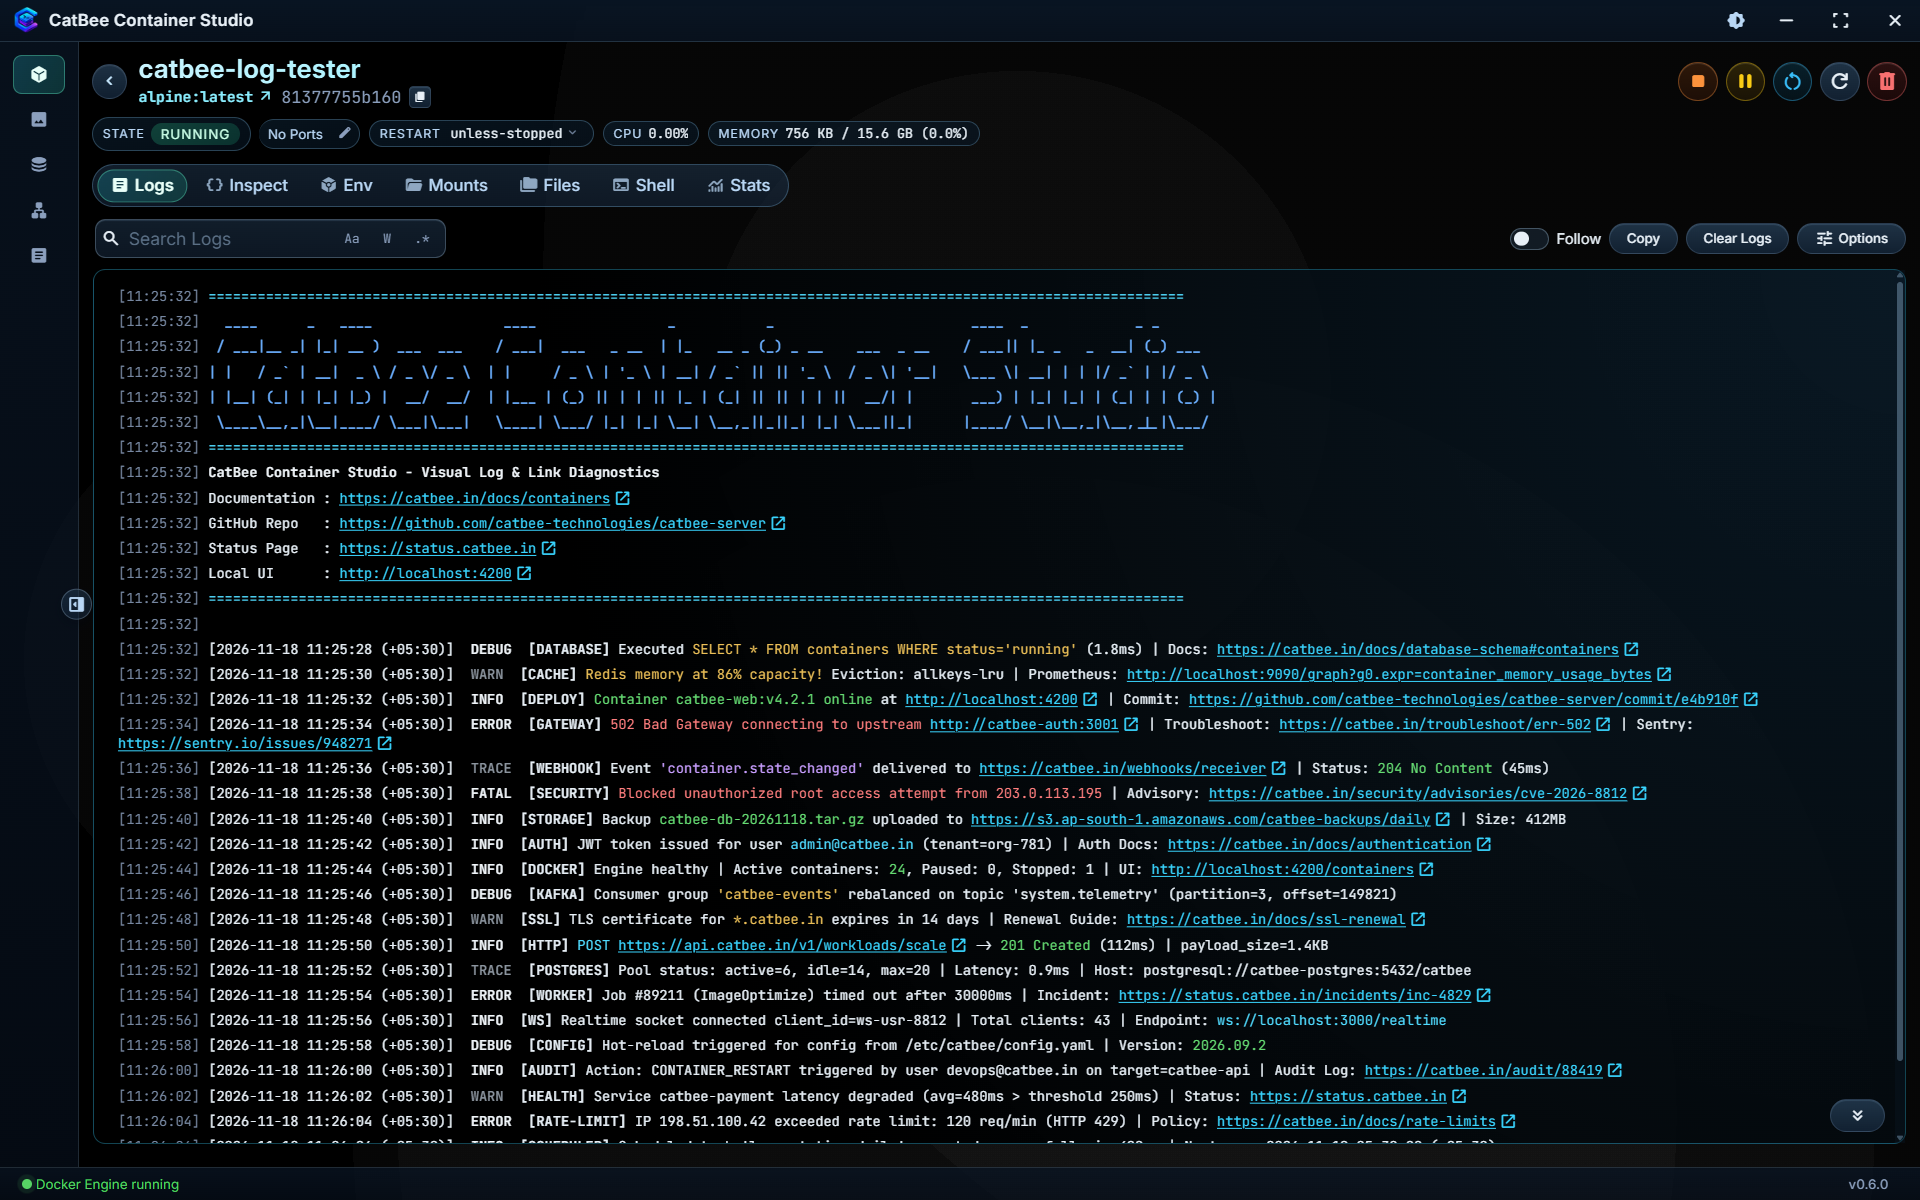 CatBee Container Studio
catbee-log-tester
alpine:latest ↗ 81377755b160
STATE RUNNING No Ports RESTART unless-stopped CPU 0.00% MEMORY 756 KB / 15.6 GB (0.0%)
Logs Inspect Env Mounts Files Shell Stats
Search Logs Aa W .* Follow Copy Clear Logs Options
[11:25:32] =======================================================================================================================
[11:25:32]
[11:25:32]
[11:25:32]
[11:25:32]
[11:25:32]
[11:25:32] =======================================================================================================================
[11:25:32] CatBee Container Studio - Visual Log & Link Diagnostics
[11:25:32] Documentation : https://catbee.in/docs/containers
[11:25:32] GitHub Repo : https://github.com/catbee-technologies/catbee-server
[11:25:32] Status Page : https://status.catbee.in
[11:25:32] Local UI : http://localhost:4200
[11:25:32] =======================================================================================================================
[11:25:32]
[11:25:32] [2026-11-18 11:25:28 (+05:30)] DEBUG [DATABASE] Executed SELECT * FROM containers WHERE status='running' (1.8ms) | Docs: https://catbee.in/docs/database-schema#containers
[11:25:32] [2026-11-18 11:25:30 (+05:30)] WARN [CACHE] Redis memory at 86% capacity! Eviction: allkeys-lru | Prometheus: http://localhost:9090/graph?g0.expr=container_memory_usage_bytes
[11:25:32] [2026-11-18 11:25:32 (+05:30)] INFO [DEPLOY] Container catbee-web:v4.2.1 online at http://localhost:4200 | Commit: https://github.com/catbee-technologies/catbee-server/commit/e4b910f
[11:25:34] [2026-11-18 11:25:34 (+05:30)] ERROR [GATEWAY] 502 Bad Gateway connecting to upstream http://catbee-auth:3001 | Troubleshoot: https://catbee.in/troubleshoot/err-502 | Sentry:
https://sentry.io/issues/948271
[11:25:36] [2026-11-18 11:25:36 (+05:30)] TRACE [WEBHOOK] Event 'container.state_changed' delivered to https://catbee.in/webhooks/receiver | Status: 204 No Content (45ms)
[11:25:38] [2026-11-18 11:25:38 (+05:30)] FATAL [SECURITY] Blocked unauthorized root access attempt from 203.0.113.195 | Advisory: https://catbee.in/security/advisories/cve-2026-8812
[11:25:40] [2026-11-18 11:25:40 (+05:30)] INFO [STORAGE] Backup catbee-db-20261118.tar.gz uploaded to https://s3.ap-south-1.amazonaws.com/catbee-backups/daily | Size: 412MB
[11:25:42] [2026-11-18 11:25:42 (+05:30)] INFO [AUTH] JWT token issued for user admin@catbee.in (tenant=org-781) | Auth Docs: https://catbee.in/docs/authentication
[11:25:44] [2026-11-18 11:25:44 (+05:30)] INFO [DOCKER] Engine healthy | Active containers: 24, Paused: 0, Stopped: 1 | UI: http://localhost:4200/containers
[11:25:46] [2026-11-18 11:25:46 (+05:30)] DEBUG [KAFKA] Consumer group 'catbee-events' rebalanced on topic 'system.telemetry' (partition=3, offset=149821)
[11:25:48] [2026-11-18 11:25:48 (+05:30)] WARN [SSL] TLS certificate for *.catbee.in expires in 14 days | Renewal Guide: https://catbee.in/docs/ssl-renewal
[11:25:50] [2026-11-18 11:25:50 (+05:30)] INFO [HTTP] POST https://api.catbee.in/v1/workloads/scale → 201 Created (112ms) | payload_size=1.4KB
[11:25:52] [2026-11-18 11:25:52 (+05:30)] TRACE [POSTGRES] Pool status: active=6, idle=14, max=20 | Latency: 0.9ms | Host: postgresql://catbee-postgres:5432/catbee
[11:25:54] [2026-11-18 11:25:54 (+05:30)] ERROR [WORKER] Job #89211 (ImageOptimize) timed out after 30000ms | Incident: https://status.catbee.in/incidents/inc-4829
[11:25:56] [2026-11-18 11:25:56 (+05:30)] INFO [WS] Realtime socket connected client_id=ws-usr-8812 | Total clients: 43 | Endpoint: ws://localhost:3000/realtime
[11:25:58] [2026-11-18 11:25:58 (+05:30)] DEBUG [CONFIG] Hot-reload triggered for config from /etc/catbee/config.yaml | Version: 2026.09.2
[11:26:00] [2026-11-18 11:26:00 (+05:30)] INFO [AUDIT] Action: CONTAINER_RESTART triggered by user devops@catbee.in on target=catbee-api | Audit Log: https://catbee.in/audit/88419
[11:26:02] [2026-11-18 11:26:02 (+05:30)] WARN [HEALTH] Service catbee-payment latency degraded (avg=480ms > threshold 250ms) | Status: https://status.catbee.in
[11:26:04] [2026-11-18 11:26:04 (+05:30)] ERROR [RATE-LIMIT] IP 198.51.100.42 exceeded rate limit: 120 req/min (HTTP 429) | Policy: https://catbee.in/docs/rate-limits
Docker Engine running v0.6.0